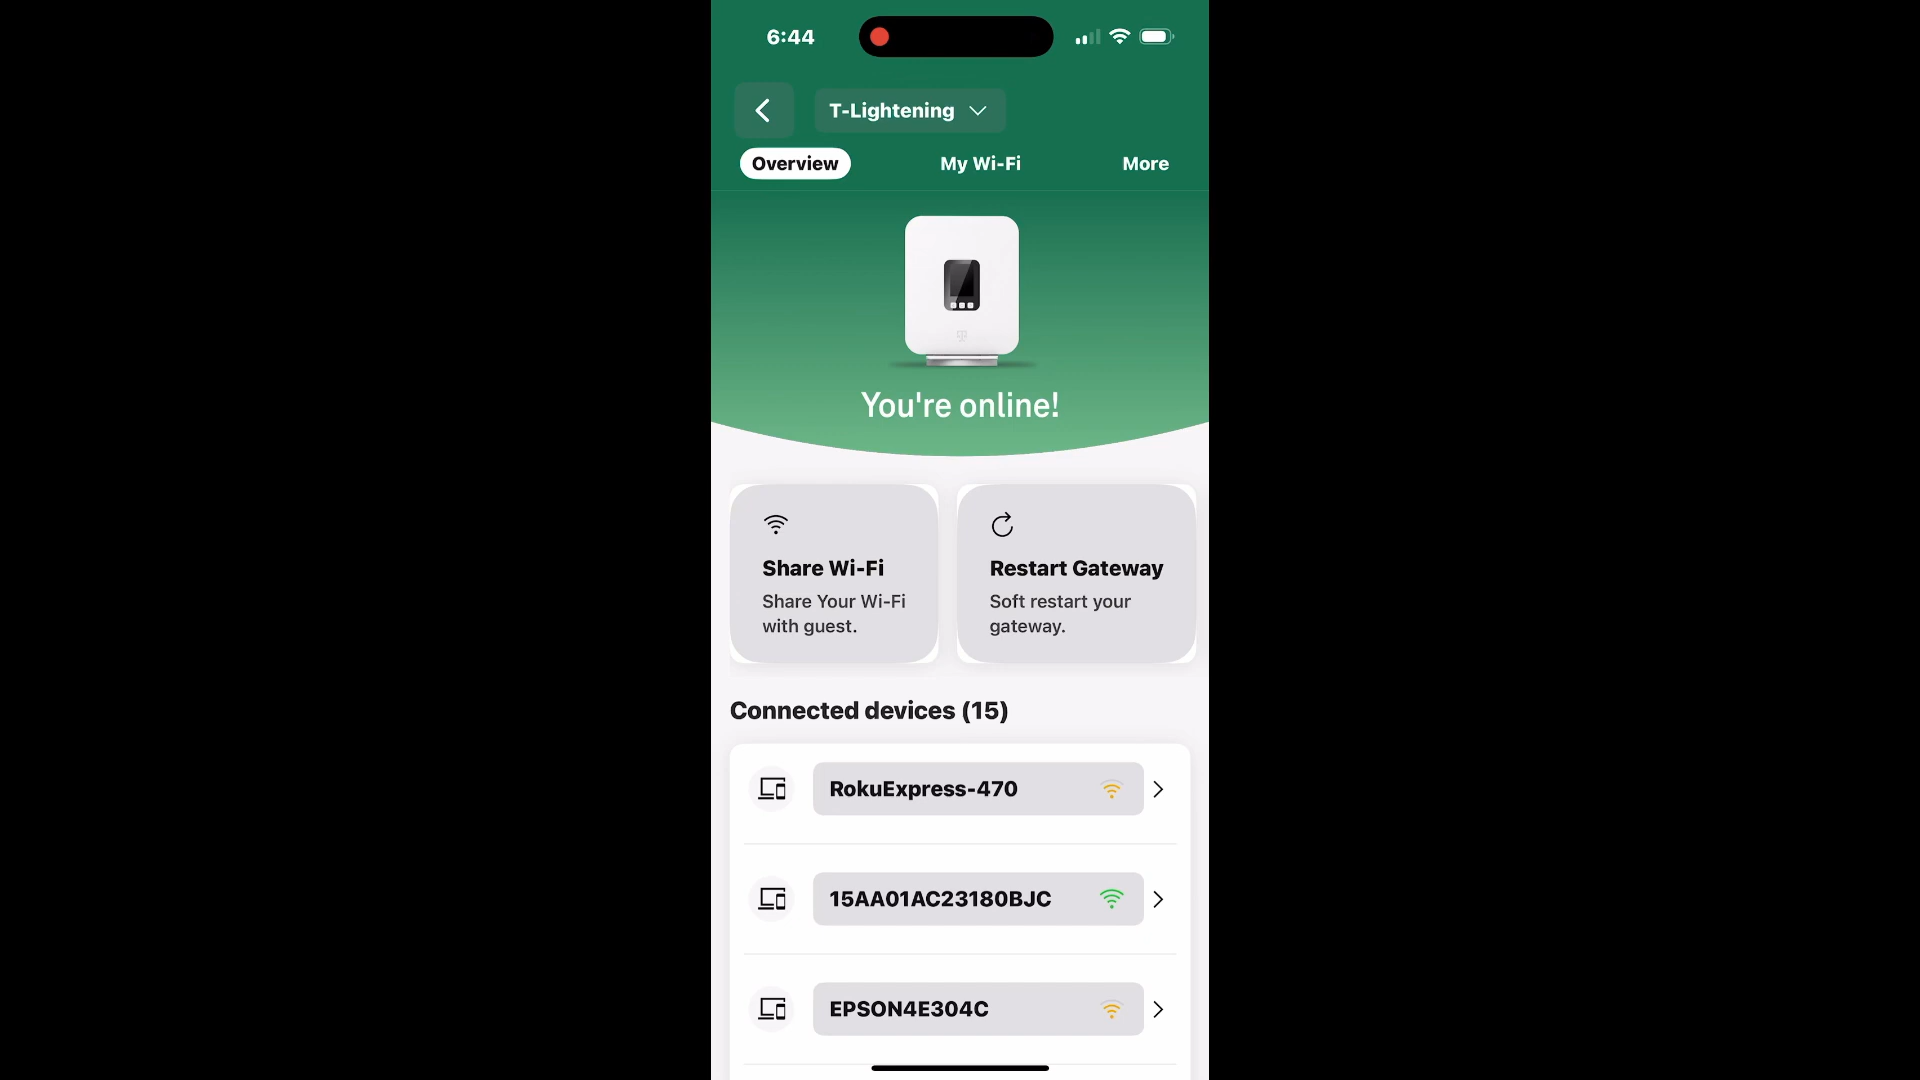 6:44
T-Lightening
Overview
My Wi-Fi
More
You're online!
Share Wi-Fi
Share Your Wi-Fi
with guest.
Restart Gateway
Soft restart your
gateway.
Connected devices (15)
RokuExpress-470
15AA01AC23180BJC
EPSON4E304C